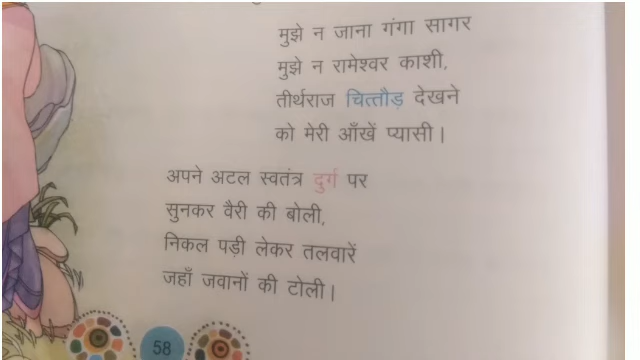 मुझे न जाना गंगा सागर
मुझे न रामेश्वर काशी,
तीर्थराज चित्तौड़ देखने
को मेरी आँखें प्यासी।
अपने अटल स्वतंत्र दुर्ग पर
सुनकर वैरी की बोली,
निकल पड़ी लेकर तलवारें
जहाँ जवानों की टोली।
58